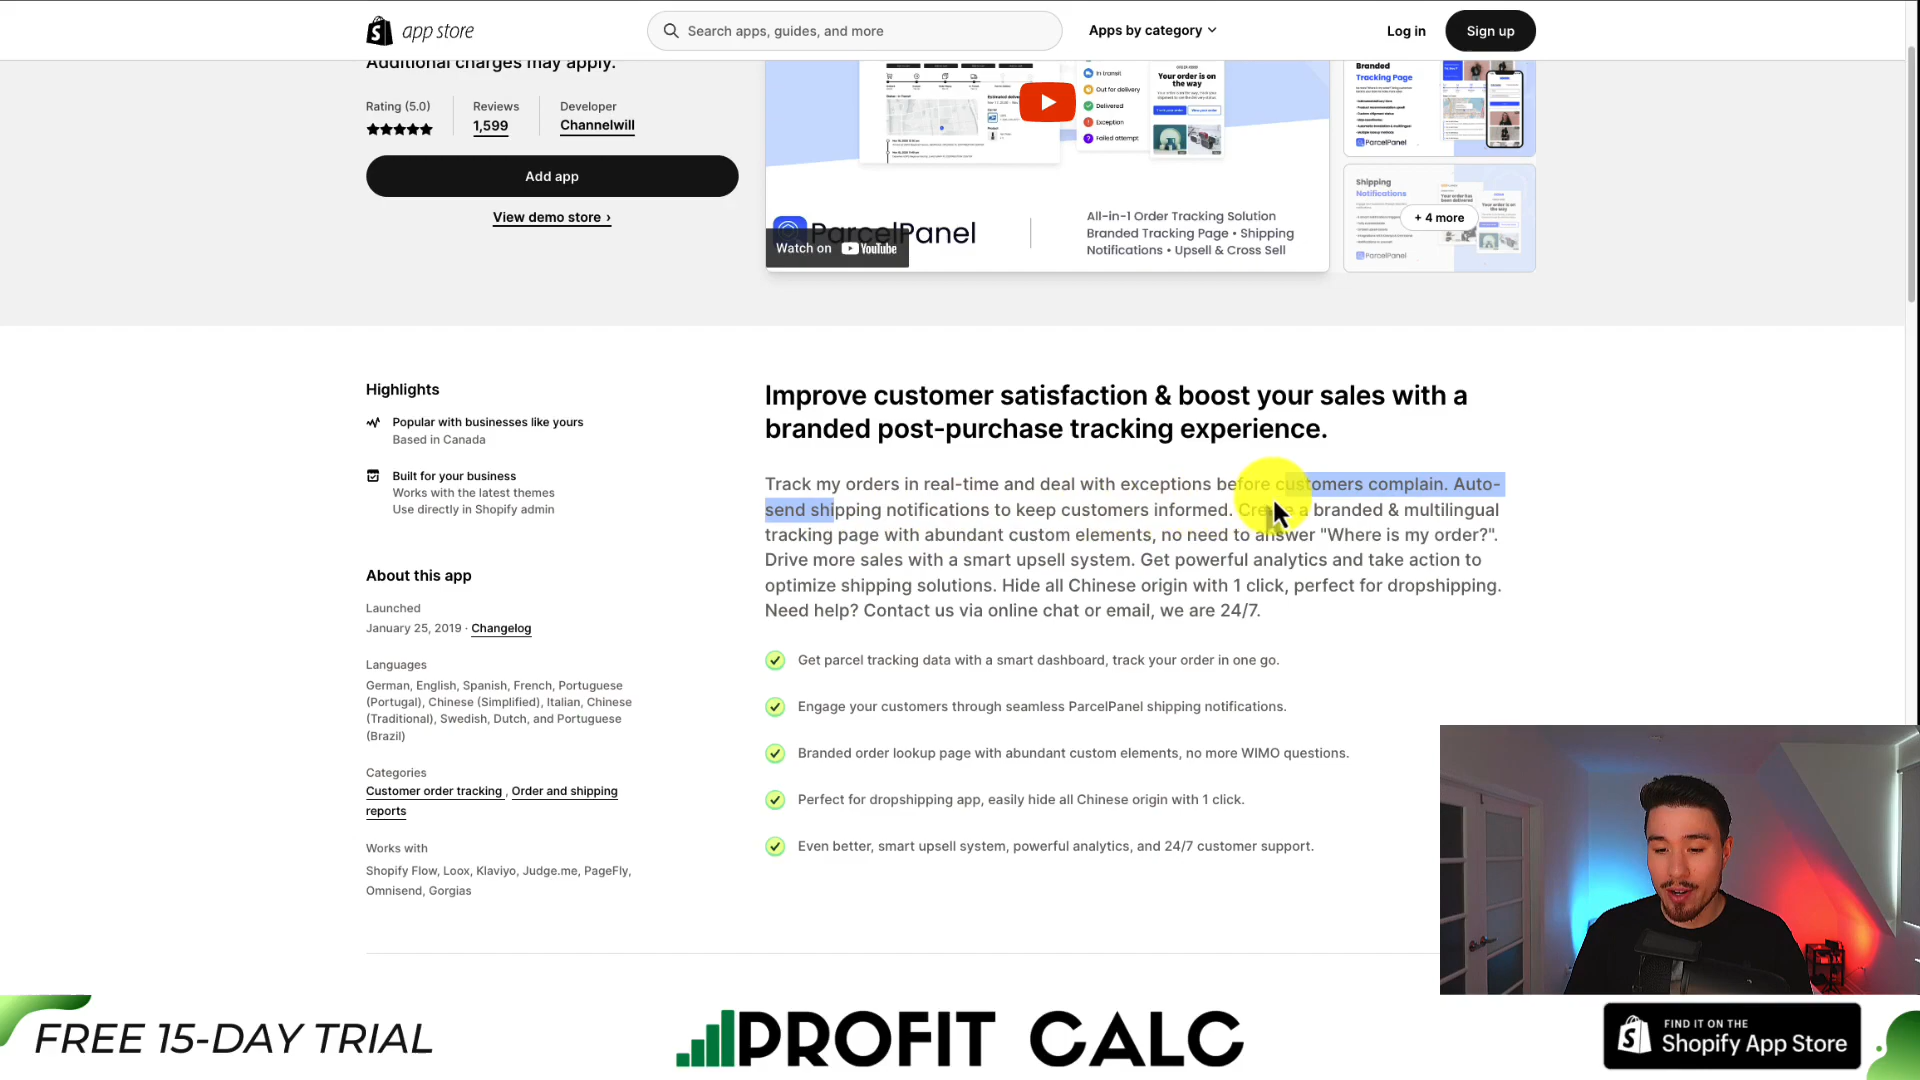 app store
Search apps, guides, and more
Apps by category
Log in
Sign up
Additional charges may apply.
Rating (5.0)
Reviews
1,599
Developer
Channelwill
Add app
View demo store ›
In transit
Out for delivery
Delivered
Exception
Failed attempt
Your order is on
the way
ParcelPanel
Watch on YouTube
All-in-1 Order Tracking Solution
Branded Tracking Page • Shipping
Notifications • Upsell & Cross Sell
Branded
Tracking Page
ParcelPanel
Shipping
Notifications
+ 4 more
ParcelPanel
Highlights
Popular with businesses like yours
Based in Canada
Built for your business
Works with the latest themes
Use directly in Shopify admin
About this app
Launched
January 25, 2019 · Changelog
Languages
German, English, Spanish, French, Portuguese
(Portugal), Chinese (Simplified), Italian, Chinese
(Traditional), Swedish, Dutch, and Portuguese
(Brazil)
Categories
Customer order tracking , Order and shipping
reports
Works with
Shopify Flow, Loox, Klaviyo, Judge.me, PageFly,
Omnisend, Gorgias
Improve customer satisfaction & boost your sales with a
branded post-purchase tracking experience.
Track my orders in real-time and deal with exceptions before customers complain. Auto-
send shipping notifications to keep customers informed. Create a branded & multilingual
tracking page with abundant custom elements, no need to answer "Where is my order?".
Drive more sales with a smart upsell system. Get powerful analytics and take action to
optimize shipping solutions. Hide all Chinese origin with 1 click, perfect for dropshipping.
Need help? Contact us via online chat or email, we are 24/7.
Get parcel tracking data with a smart dashboard, track your order in one go.
Engage your customers through seamless ParcelPanel shipping notifications.
Branded order lookup page with abundant custom elements, no more WIMO questions.
Perfect for dropshipping app, easily hide all Chinese origin with 1 click.
Even better, smart upsell system, powerful analytics, and 24/7 customer support.
FREE 15-DAY TRIAL
PROFIT CALC
FIND IT ON THE
Shopify App Store